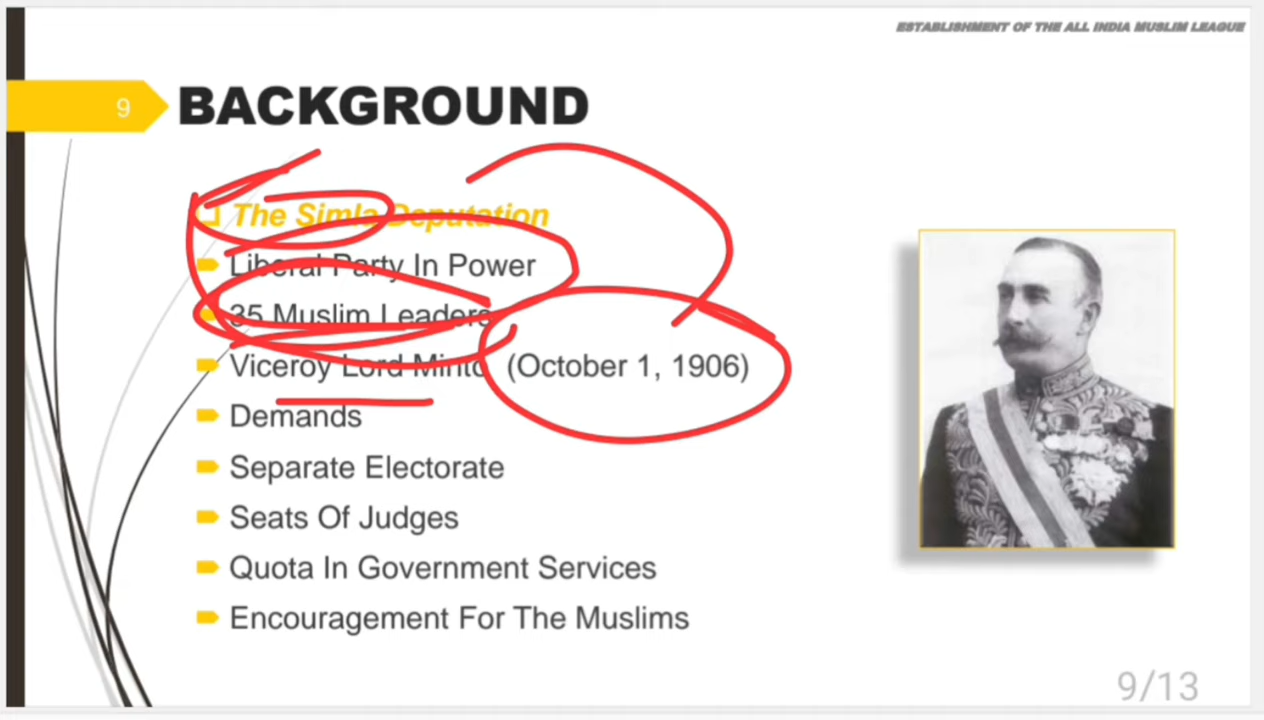 ESTABLISHMENT OF THE ALL INDIA MUSLIM LEAGUE
9
BACKGROUND
The Simla Deputation
Liberal Party In Power
35 Muslim Leaders
Viceroy Lord Minto (October 1, 1906)
Demands
Separate Electorate
Seats Of Judges
Quota In Government Services
Encouragement For The Muslims
9/13